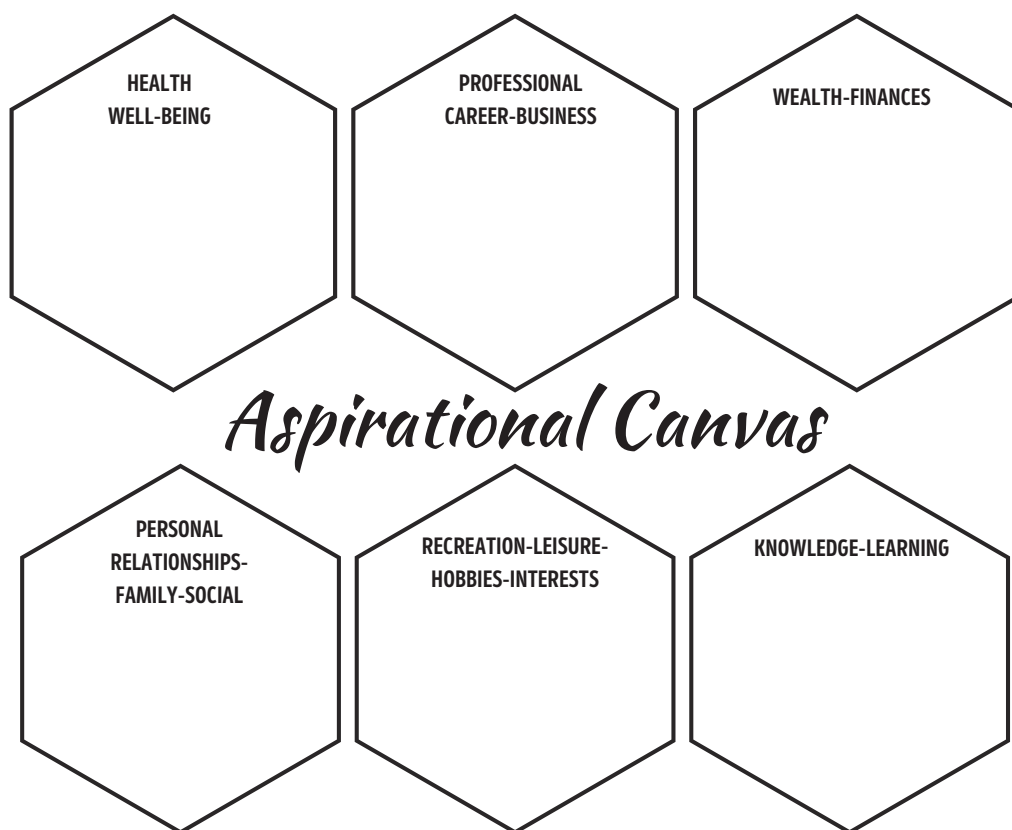 HEALTH
WELL-BEING
PROFESSIONAL
CAREER-BUSINESS
WEALTH-FINANCES
Aspirational Canvas
PERSONAL
RELATIONSHIPS-
FAMILY-SOCIAL
RECREATION-LEISURE-
HOBBIES-INTERESTS
KNOWLEDGE-LEARNING